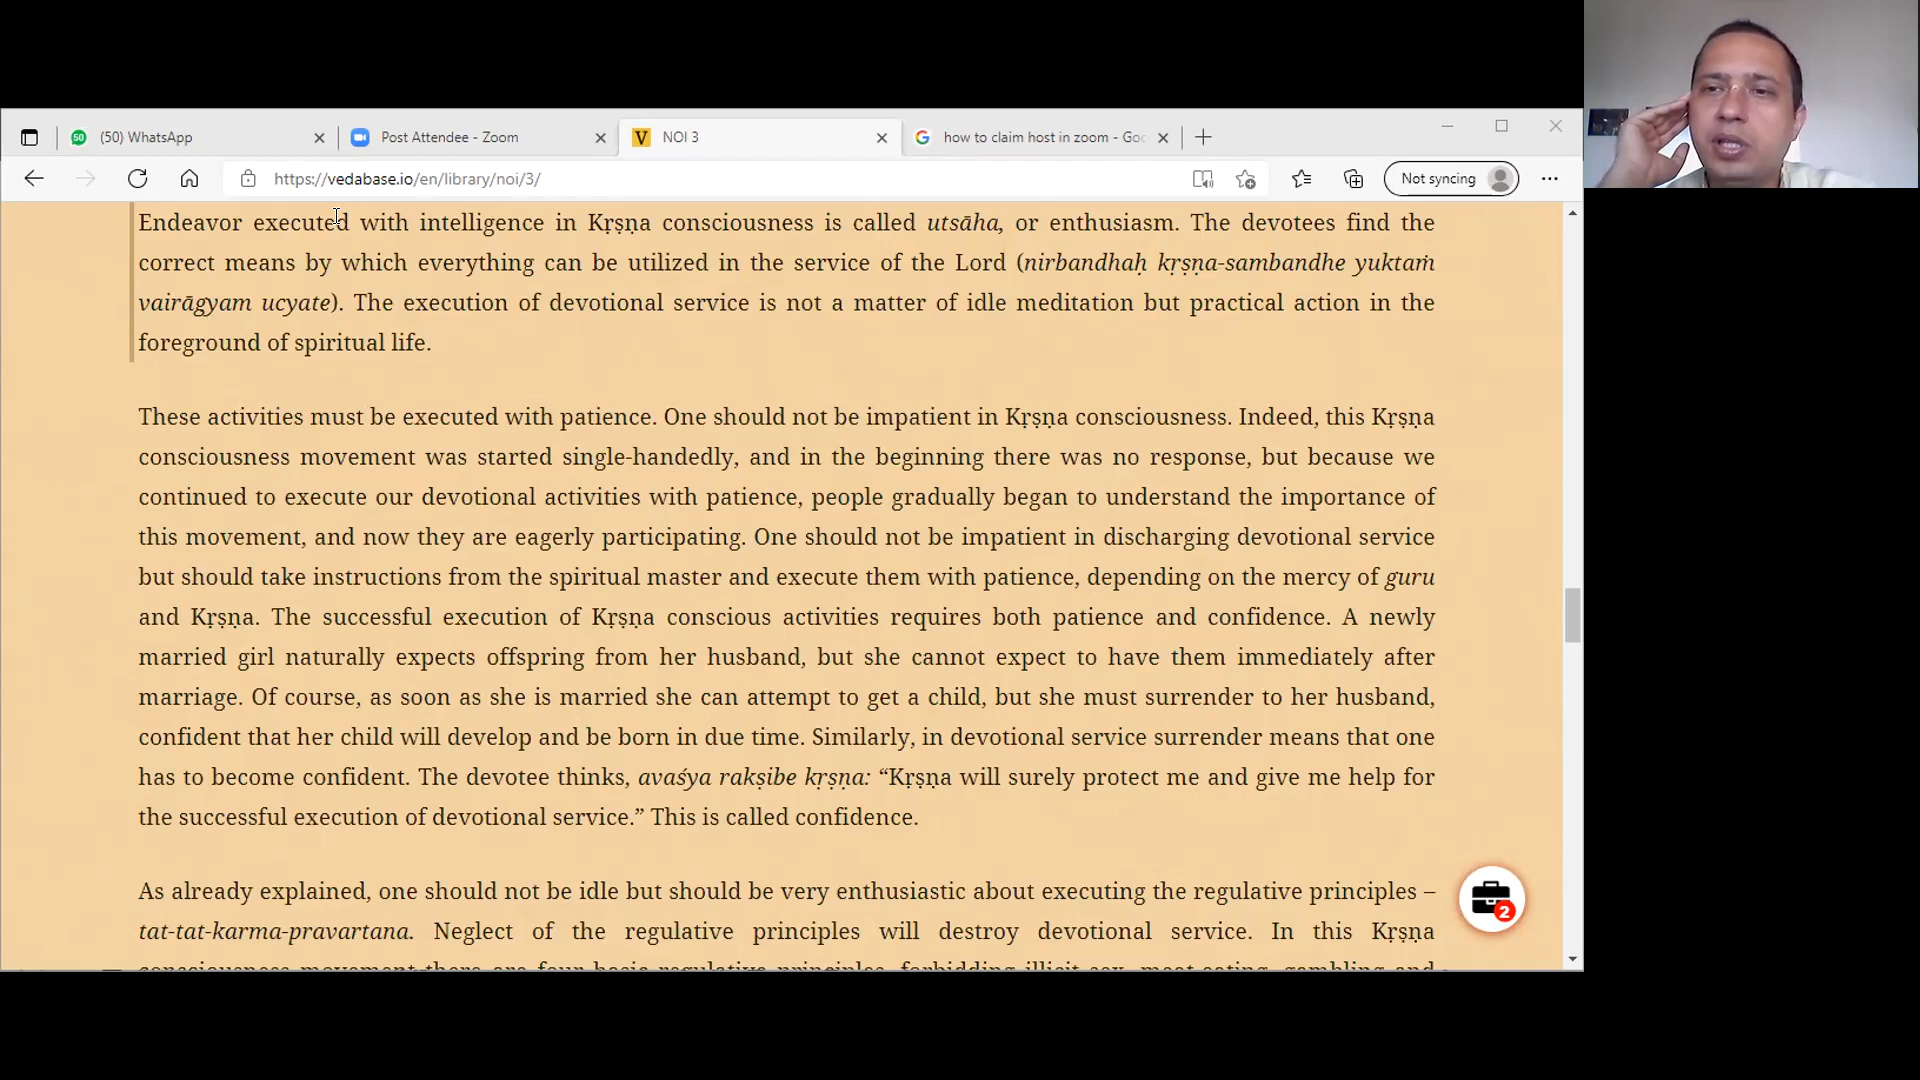 (50) WhatsApp
Post Attendee - Zoom
NOI 3
how to claim host in zoom - Goo
https://vedabase.io/en/library/noi/3/
Not syncing
Endeavor executed with intelligence in Kṛṣṇa consciousness is called utsāha, or enthusiasm. The devotees find the
correct means by which everything can be utilized in the service of the Lord (nirbandhaḥ kṛṣṇa-sambandhe yuktaṁ
vairāgyam ucyate). The execution of devotional service is not a matter of idle meditation but practical action in the
foreground of spiritual life.
These activities must be executed with patience. One should not be impatient in Kṛṣṇa consciousness. Indeed, this Kṛṣṇa
consciousness movement was started single-handedly, and in the beginning there was no response, but because we
continued to execute our devotional activities with patience, people gradually began to understand the importance of
this movement, and now they are eagerly participating. One should not be impatient in discharging devotional service
but should take instructions from the spiritual master and execute them with patience, depending on the mercy of guru
and Kṛṣṇa. The successful execution of Kṛṣṇa conscious activities requires both patience and confidence. A newly
married girl naturally expects offspring from her husband, but she cannot expect to have them immediately after
marriage. Of course, as soon as she is married she can attempt to get a child, but she must surrender to her husband,
confident that her child will develop and be born in due time. Similarly, in devotional service surrender means that one
has to become confident. The devotee thinks, avaśya rakṣibe kṛṣṇa: “Kṛṣṇa will surely protect me and give me help for
the successful execution of devotional service.” This is called confidence.
As already explained, one should not be idle but should be very enthusiastic about executing the regulative principles –
tat-tat-karma-pravartana. Neglect of the regulative principles will destroy devotional service. In this Kṛṣṇa
consciousness movement there are four basic regulative principles, forbidding illicit sex, meat-eating, gambling and
2